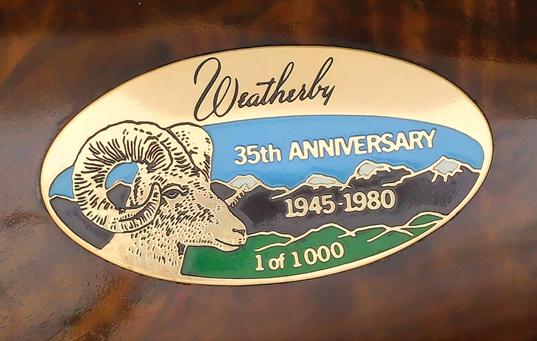 Weatherby
35th ANNIVERSARY
1945-1980
1 of 1000